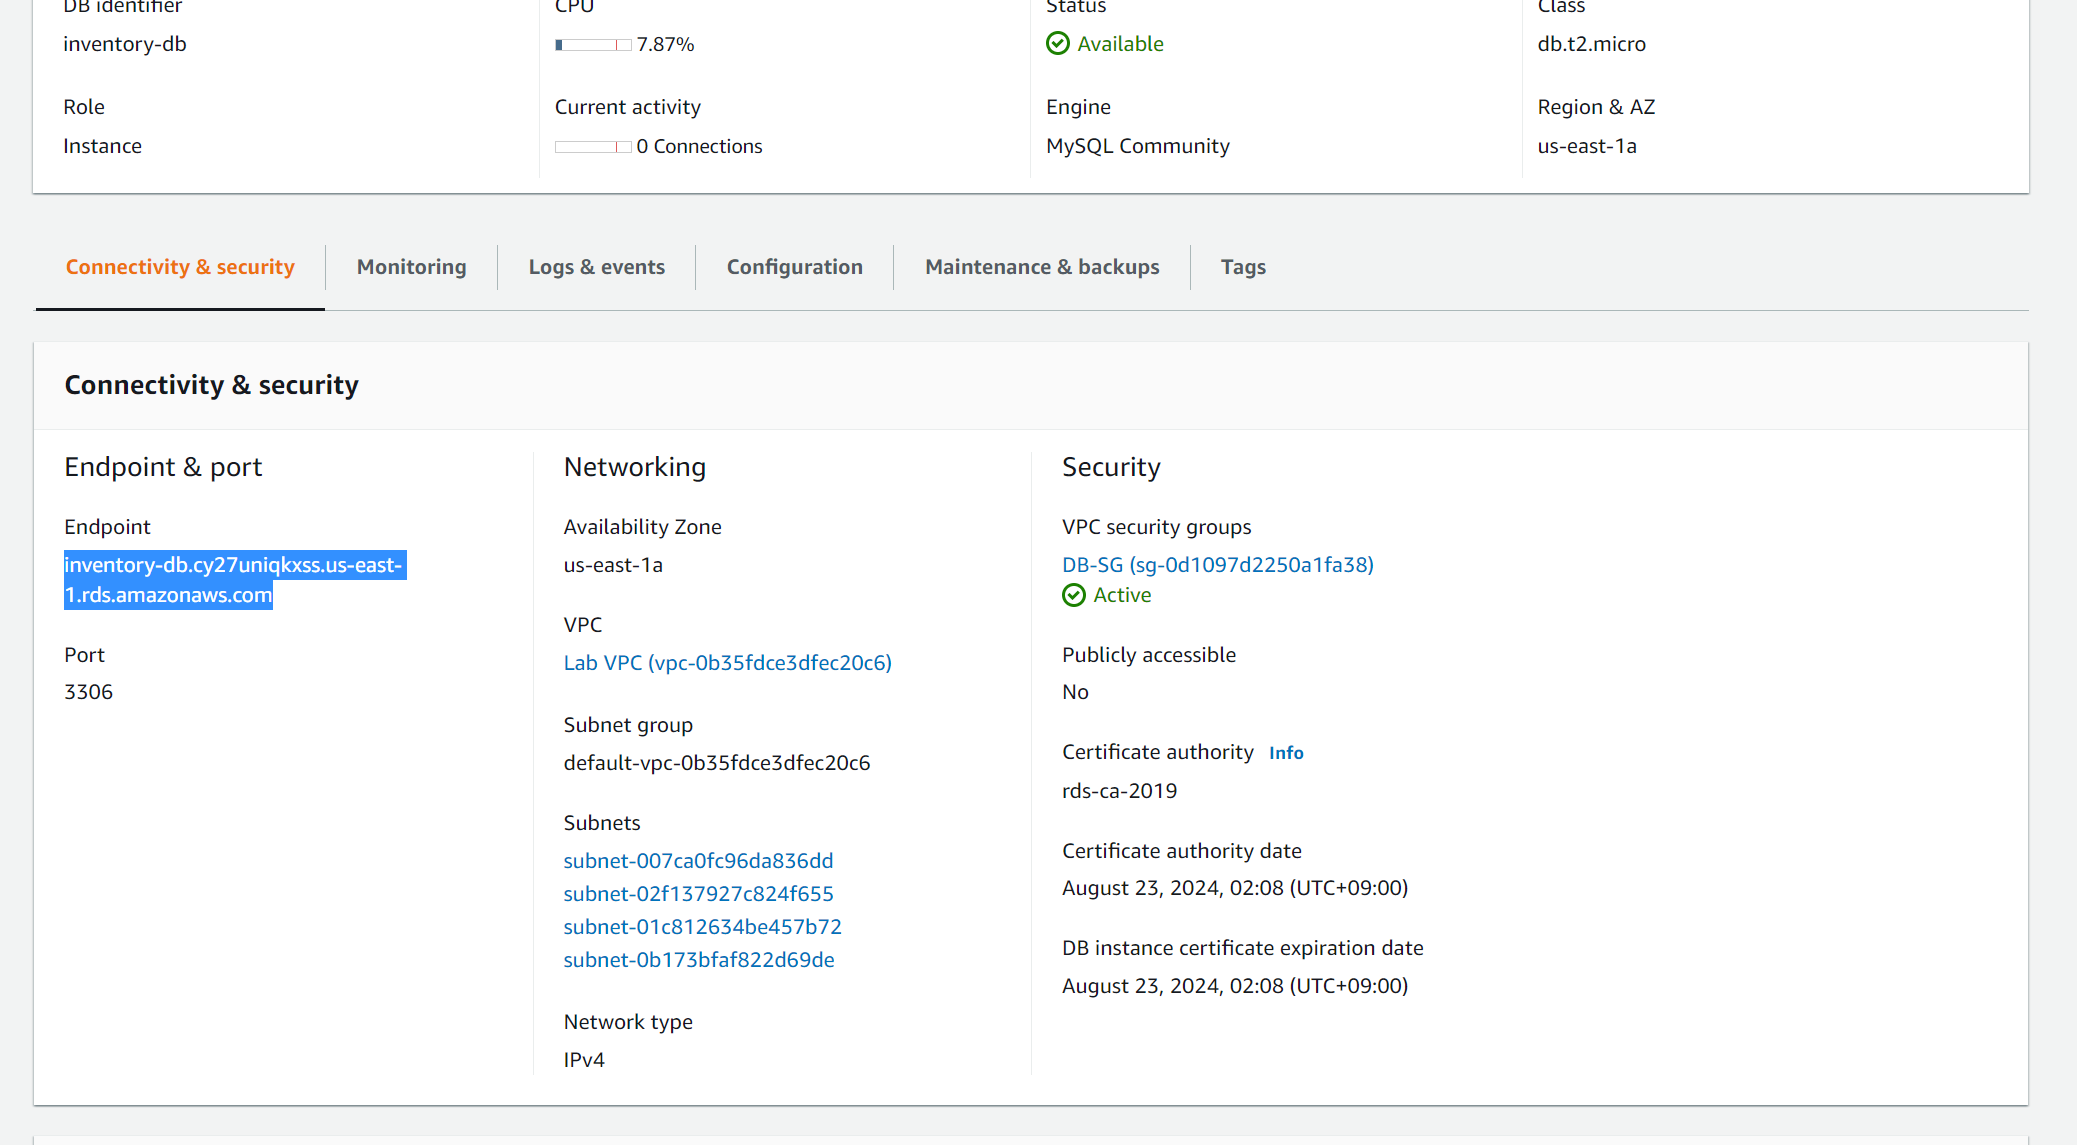 DB identifier
CPU
Status
Class
inventory-db
7.87%
Available
db.t2.micro
Role
Current activity
Engine
Region & AZ
Instance
0 Connections
MySQL Community
us-east-1a
Connectivity & security
Monitoring
Logs & events
Configuration
Maintenance & backups
Tags
Connectivity & security
Endpoint & port
Endpoint
inventory-db.cy27uniqkxss.us-east-
1.rds.amazonaws.com
Port
3306
Networking
Availability Zone
us-east-1a
VPC
Lab VPC (vpc-0b35fdce3dfec20c6)
Subnet group
default-vpc-0b35fdce3dfec20c6
Subnets
subnet-007ca0fc96da836dd
subnet-02f137927c824f655
subnet-01c812634be457b72
subnet-0b173bfaf822d69de
Network type
IPv4
Security
VPC security groups
DB-SG (sg-0d1097d2250a1fa38)
Active
Publicly accessible
No
Certificate authority Info
rds-ca-2019
Certificate authority date
August 23, 2024, 02:08 (UTC+09:00)
DB instance certificate expiration date
August 23, 2024, 02:08 (UTC+09:00)